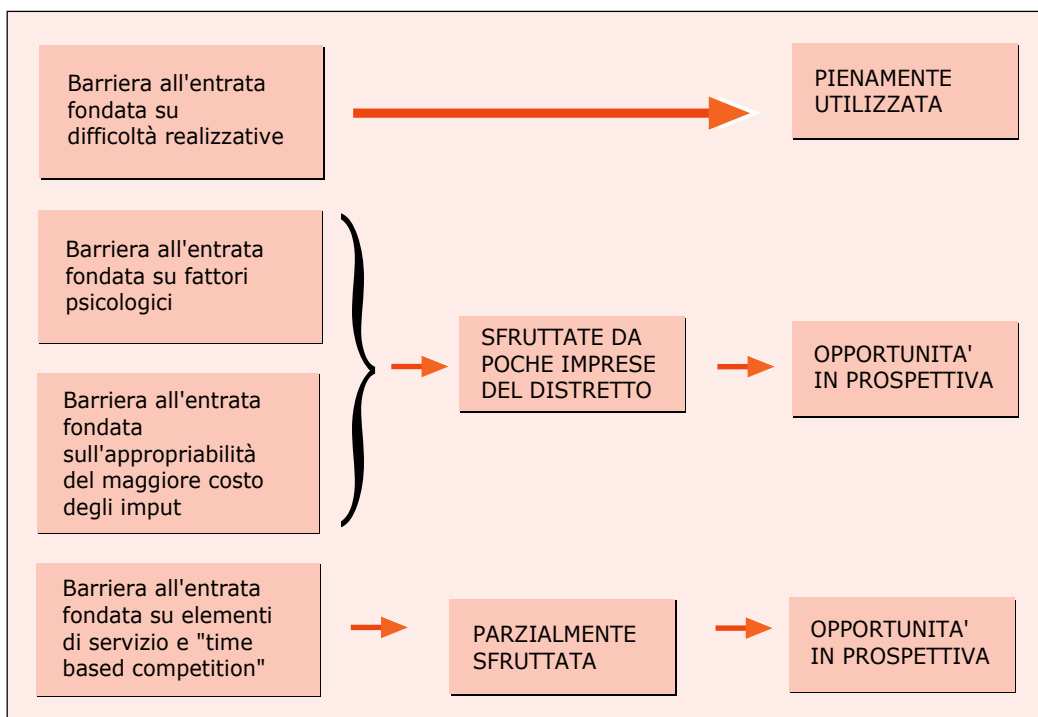 Barriera all'entrata
fondata su
difficoltà realizzative
PIENAMENTE
UTILIZZATA
Barriera all'entrata
fondata su fattori
psicologici
Barriera all'entrata
fondata
sull'appropriabilità
del maggiore costo
degli imput
SFRUTTATE DA
POCHE IMPRESE
DEL DISTRETTO
OPPORTUNITA'
IN PROSPETTIVA
Barriera all'entrata
fondata su elementi
di servizio e "time
based competition"
PARZIALMENTE
SFRUTTATA
OPPORTUNITA'
IN PROSPETTIVA